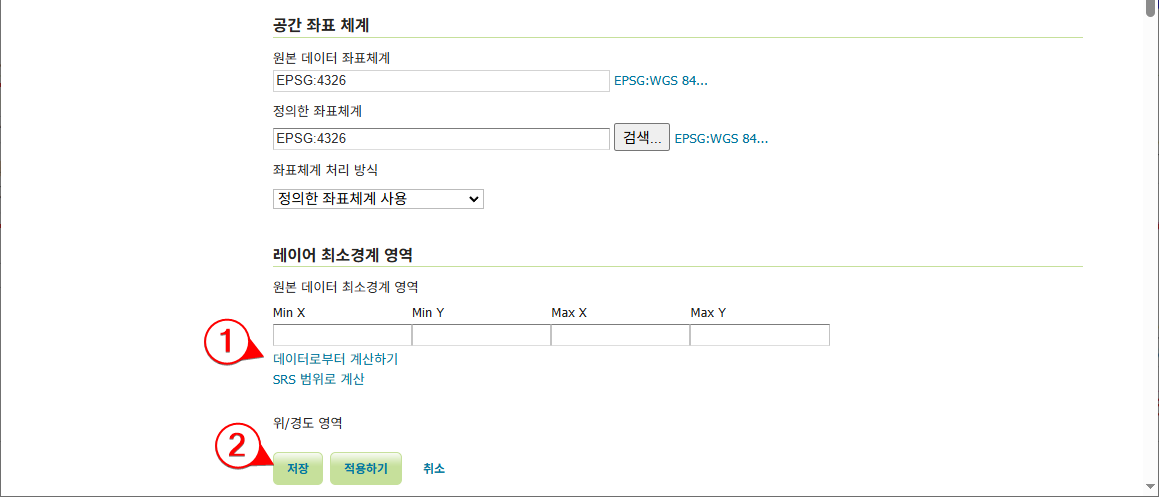 공간 좌표 체계
원본 데이터 좌표체계
EPSG:4326 EPSG:WGS 84...
정의한 좌표체계
EPSG:4326 검색... EPSG:WGS 84...
좌표체계 처리 방식
정의한 좌표체계 사용
레이어 최소경계 영역
원본 데이터 최소경계 영역
Min X Min Y Max X Max Y
1
데이터로부터 계산하기
SRS 범위로 계산
위/경도 영역
2
저장 적용하기 취소